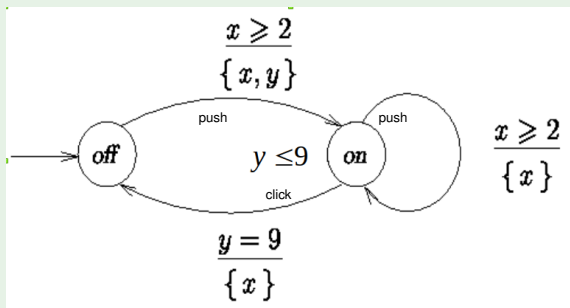 x ⩾ 2
{ x, y }
push
push
off
y ≤9
on
x ⩾ 2
{ x }
click
y = 9
{ x }